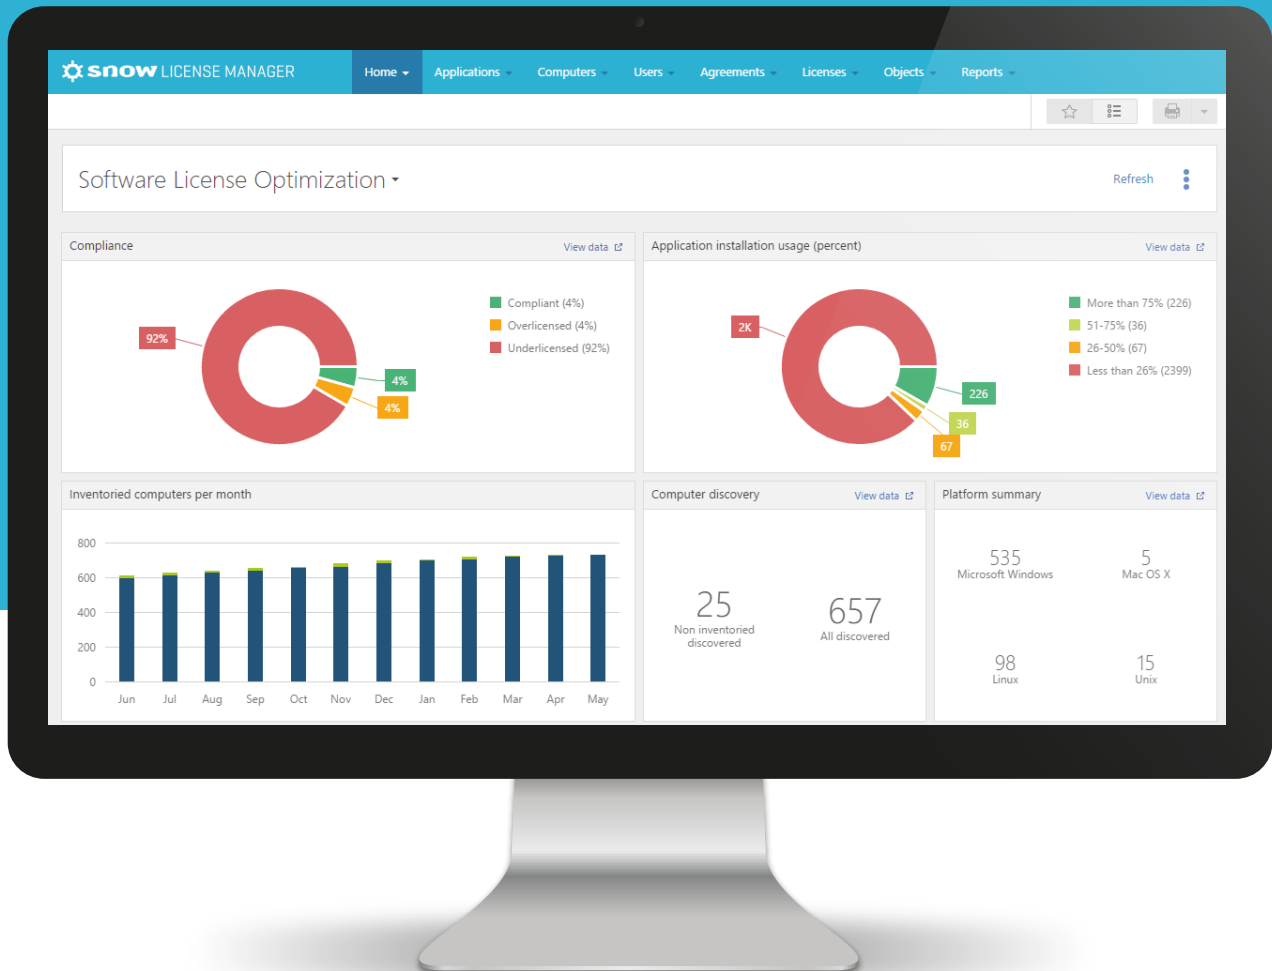 snow LICENSE MANAGER
Home Applications Computers Users Agreements Licenses Objects Reports
Software License Optimization
Refresh
Compliance
View data
92%
4%
4%
Compliant (4%)
Overlicensed (4%)
Underlicensed (92%)
Application installation usage (percent)
View data
2K
226
36
67
More than 75% (226)
51-75% (36)
26-50% (67)
Less than 26% (2399)
Inventoried computers per month
800
600
400
200
0
Jun Jul Aug Sep Oct Nov Dec Jan Feb Mar Apr May
Computer discovery
View data
25
Non inventoried
discovered
657
All discovered
Platform summary
View data
535
Microsoft Windows
5
Mac OS X
98
Linux
15
Unix